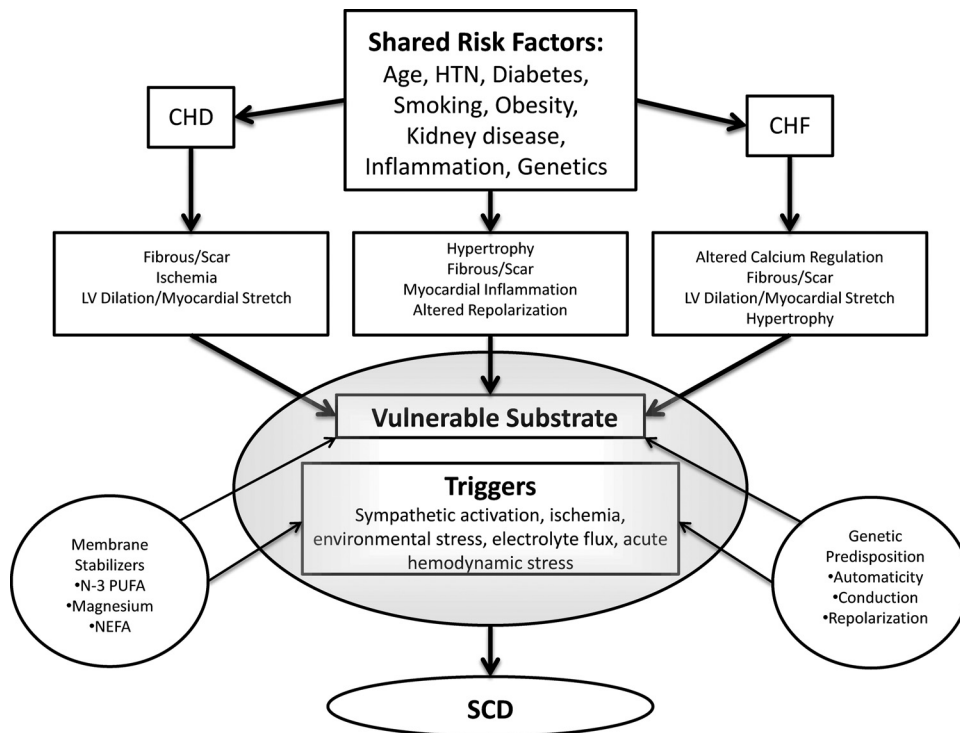 Shared Risk Factors:
Age, HTN, Diabetes,
Smoking, Obesity,
Kidney disease,
Inflammation, Genetics
CHD
CHF
Fibrous/Scar
Ischemia
LV Dilation/Myocardial Stretch
Hypertrophy
Fibrous/Scar
Myocardial Inflammation
Altered Repolarization
Altered Calcium Regulation
Fibrous/Scar
LV Dilation/Myocardial Stretch
Hypertrophy
Vulnerable Substrate
Triggers
Sympathetic activation, ischemia,
environmental stress, electrolyte flux, acute
hemodynamic stress
Membrane
Stabilizers
•N-3 PUFA
•Magnesium
•NEFA
Genetic
Predisposition
•Automaticity
•Conduction
•Repolarization
SCD